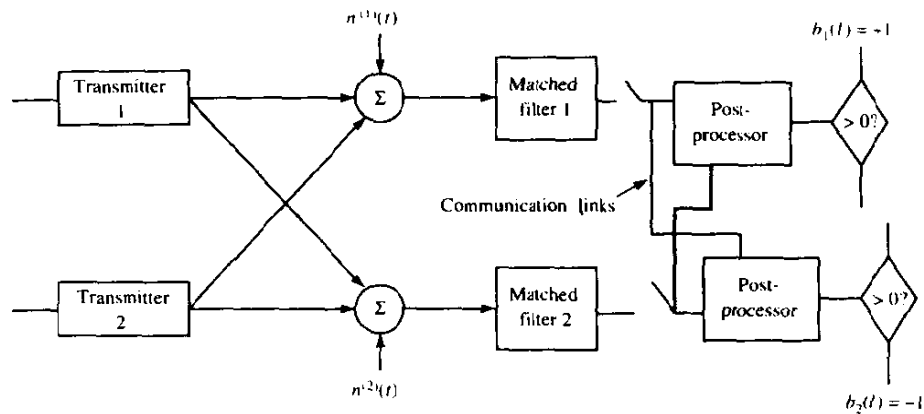 n⁽¹⁾(t)
b₁(l) = -1
Transmitter
1
Σ
Matched
filter 1
Post-
processor
> 0?
Communication links
Transmitter
2
Σ
Matched
filter 2
Post-
processor
> 0?
n⁽²⁾(t)
b₂(l) = -1